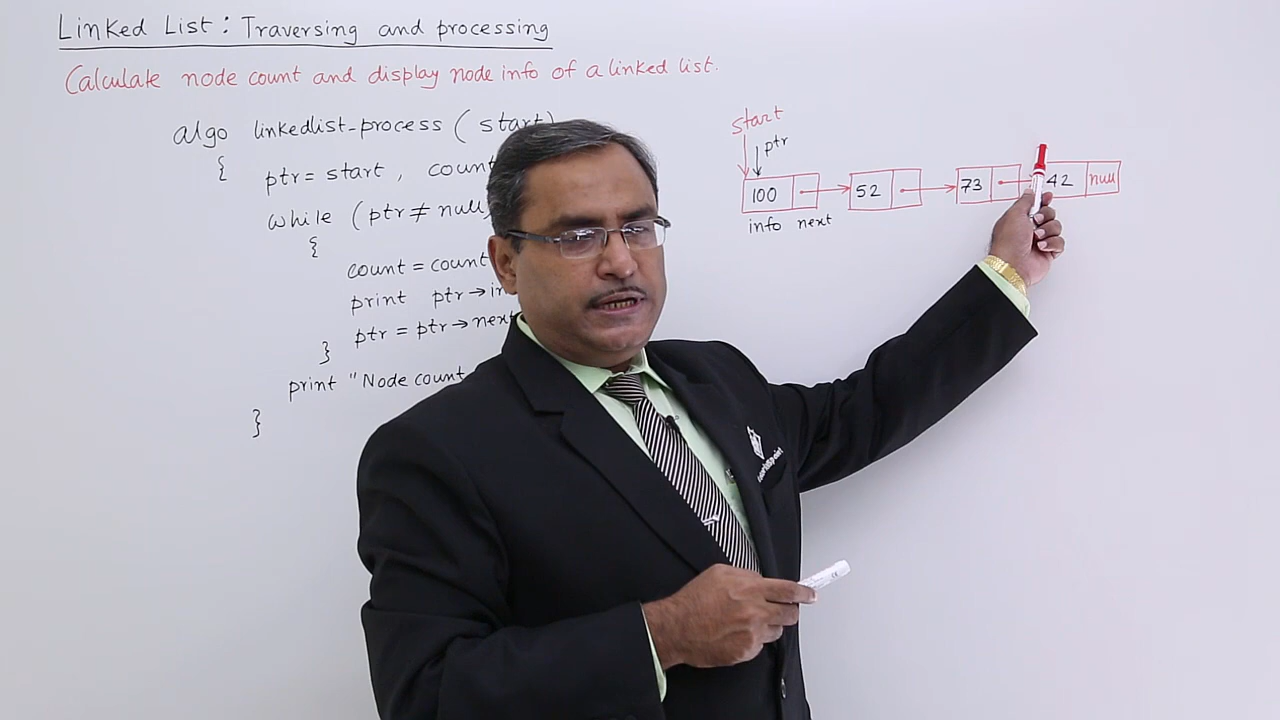 Linked List : Traversing and processing
Calculate node count and display node info of a linked list.
algo linkedlist-process ( start)
{
ptr = start , count
while ( ptr ≠ null)
{
count = count
print ptr → in
ptr = ptr → next
}
print "Node count
}
start
ptr
100 52 73 42 null
info next